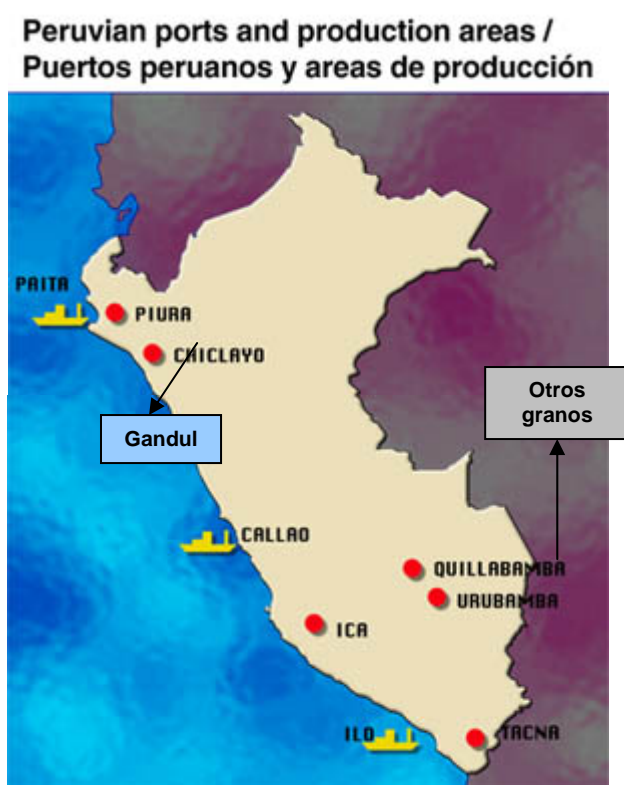 Peruvian ports and production areas /
Puertos peruanos y areas de producción
PAITA
PIURA
CHICLAYO
Otros
granos
Gandul
CALLAO
QUILLABAMBA
URUBAMBA
ICA
ILO
TACNA